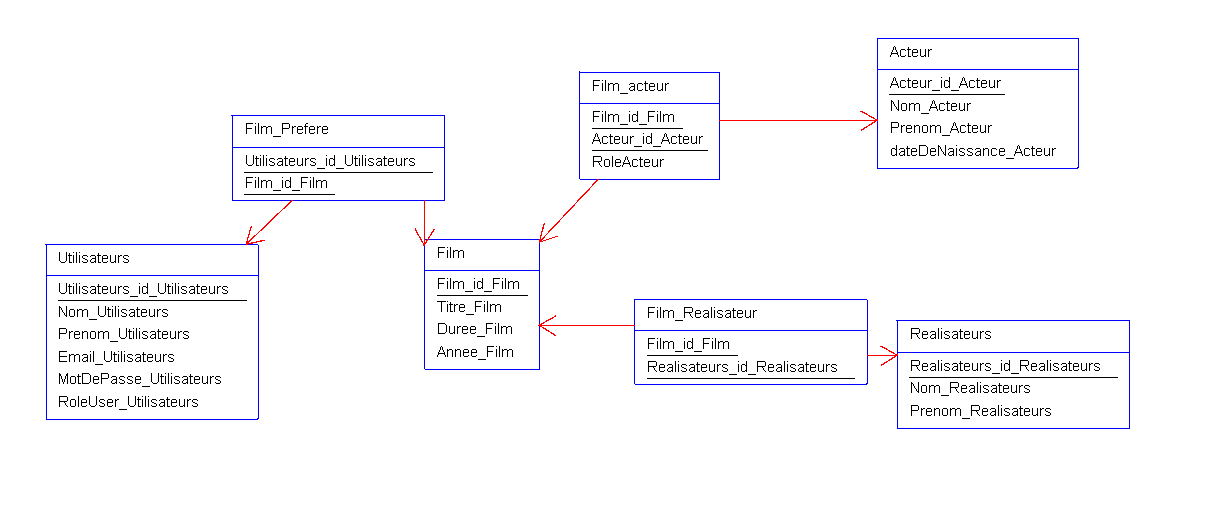 Acteur
Acteur_id_Acteur
Nom_Acteur
Prenom_Acteur
dateDeNaissance_Acteur
Film_acteur
Film_id_Film
Acteur_id_Acteur
RoleActeur
Film_Prefere
Utilisateurs_id_Utilisateurs
Film_id_Film
Utilisateurs
Utilisateurs_id_Utilisateurs
Nom_Utilisateurs
Prenom_Utilisateurs
Email_Utilisateurs
MotDePasse_Utilisateurs
RoleUser_Utilisateurs
Film
Film_id_Film
Titre_Film
Duree_Film
Annee_Film
Film_Realisateur
Film_id_Film
Realisateurs_id_Realisateurs
Realisateurs
Realisateurs_id_Realisateurs
Nom_Realisateurs
Prenom_Realisateurs